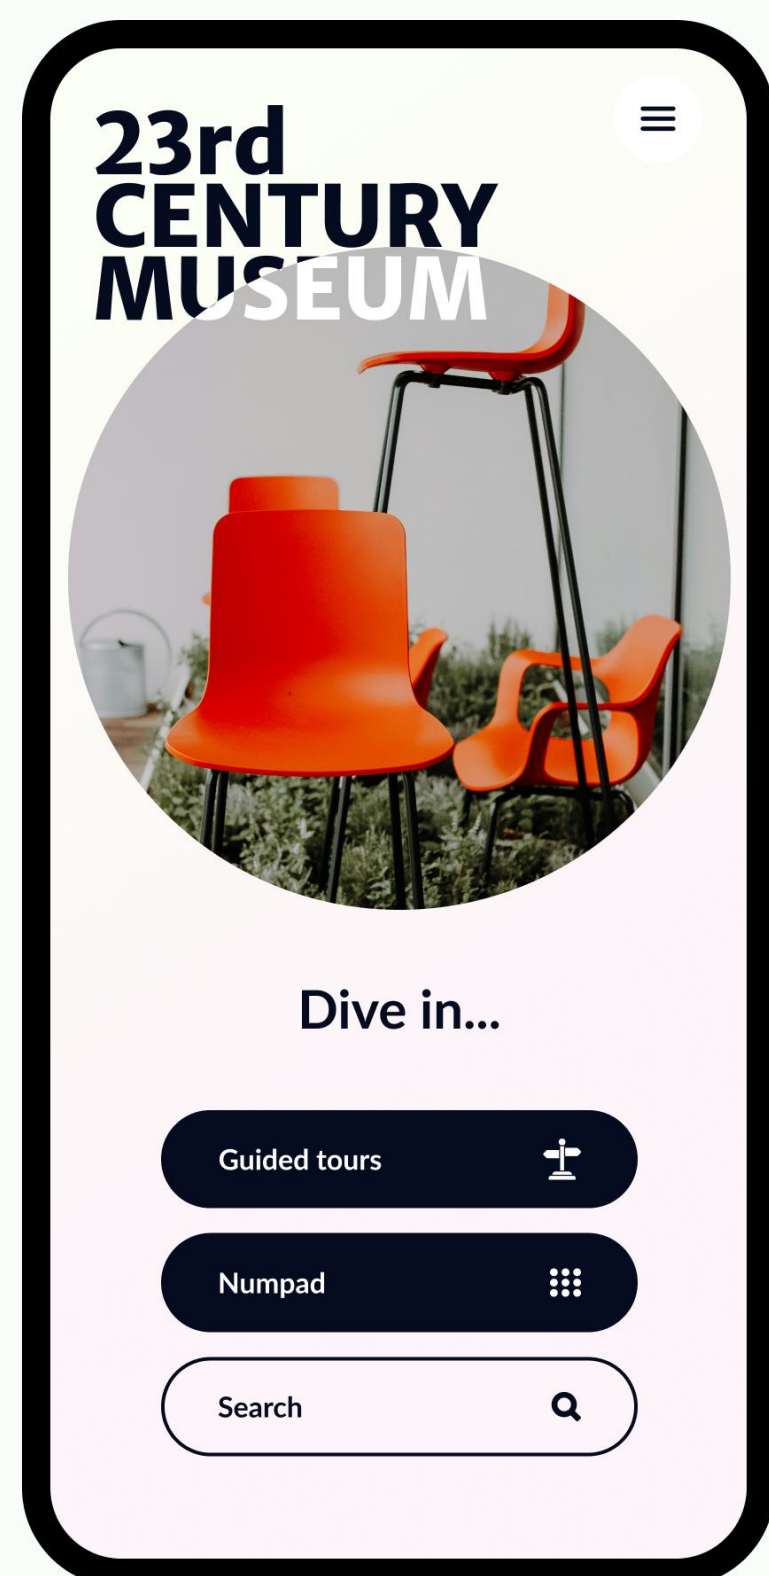 23rd
CENTURY
MUSEUM
Dive in...
Guided tours
Numpad
Search